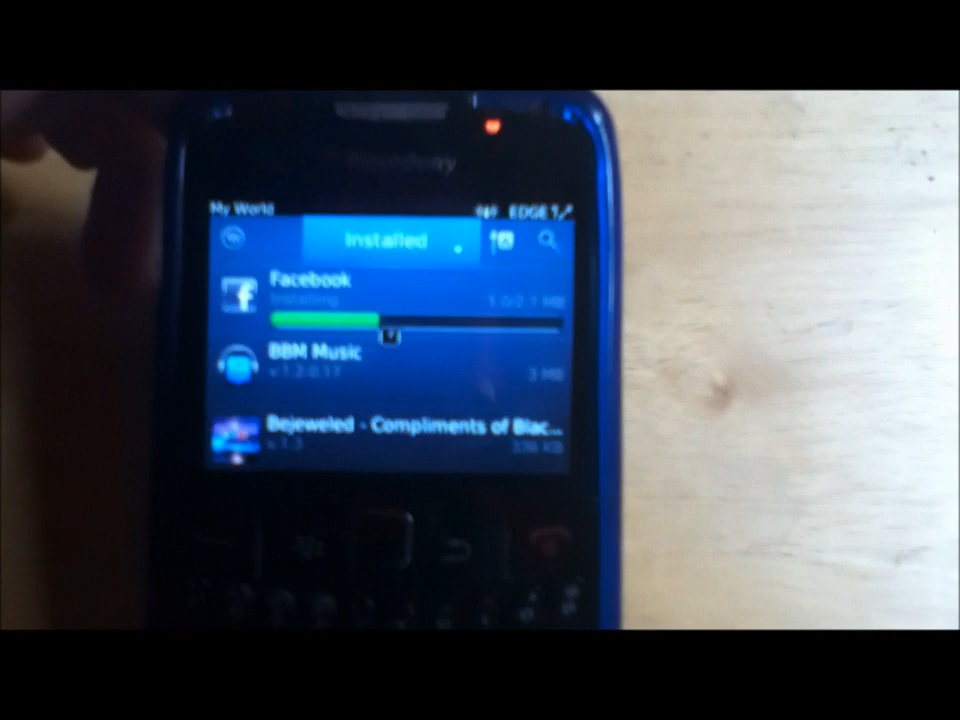 BlackBerry
My World
EDGE
Installed
Facebook
Installing
BBM Music
3 MB
Bejeweled - Compliments of Blac...